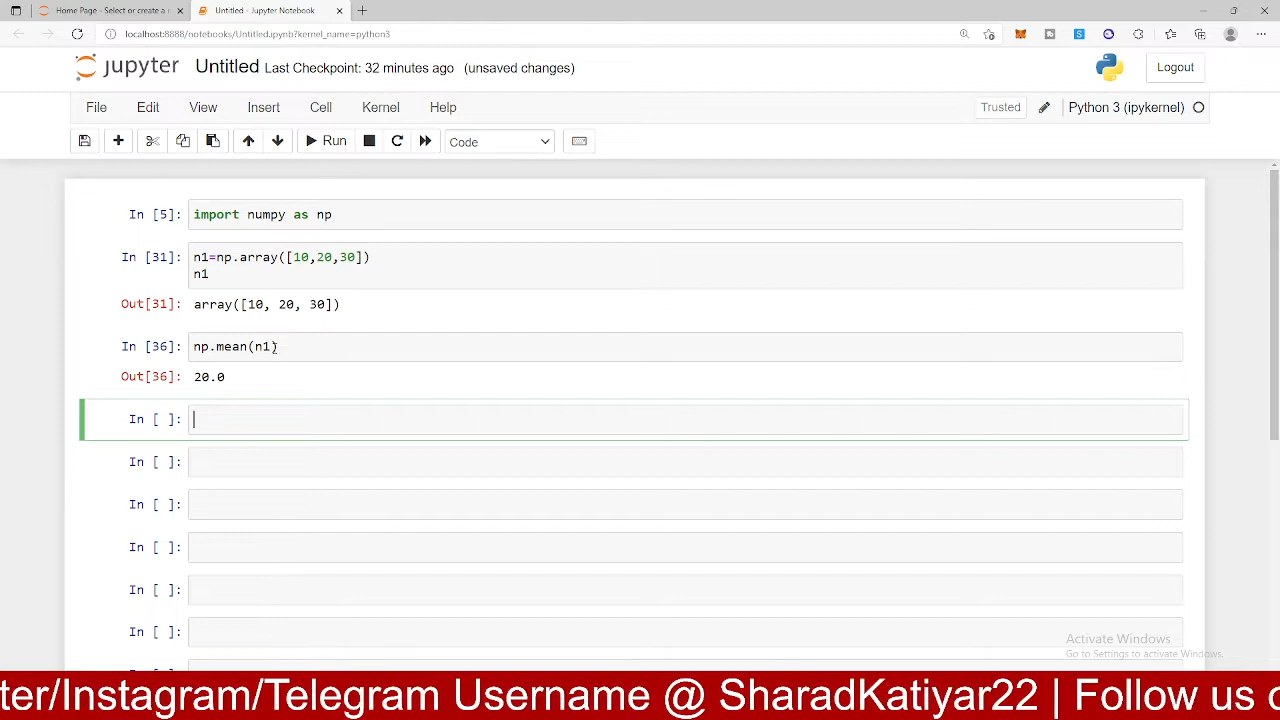 Home Page - Select or create a n
Untitled - Jupyter Notebook
localhost:8888/notebooks/Untitled.ipynb?kernel_name=python3
jupyter Untitled Last Checkpoint: 32 minutes ago (unsaved changes)
Logout
File Edit View Insert Cell Kernel Help
Trusted
Python 3 (ipykernel)
Run
Code
In [5]: import numpy as np
In [31]: n1=np.array([10,20,30])
n1
Out[31]: array([10, 20, 30])
In [36]: np.mean(n1)
Out[36]: 20.0
In [ ]:
In [ ]:
In [ ]:
In [ ]:
In [ ]:
In [ ]:
Activate Windows
Go to Settings to activate Windows.
ter/Instagram/Telegram Username @ SharadKatiyar22 | Follow us o